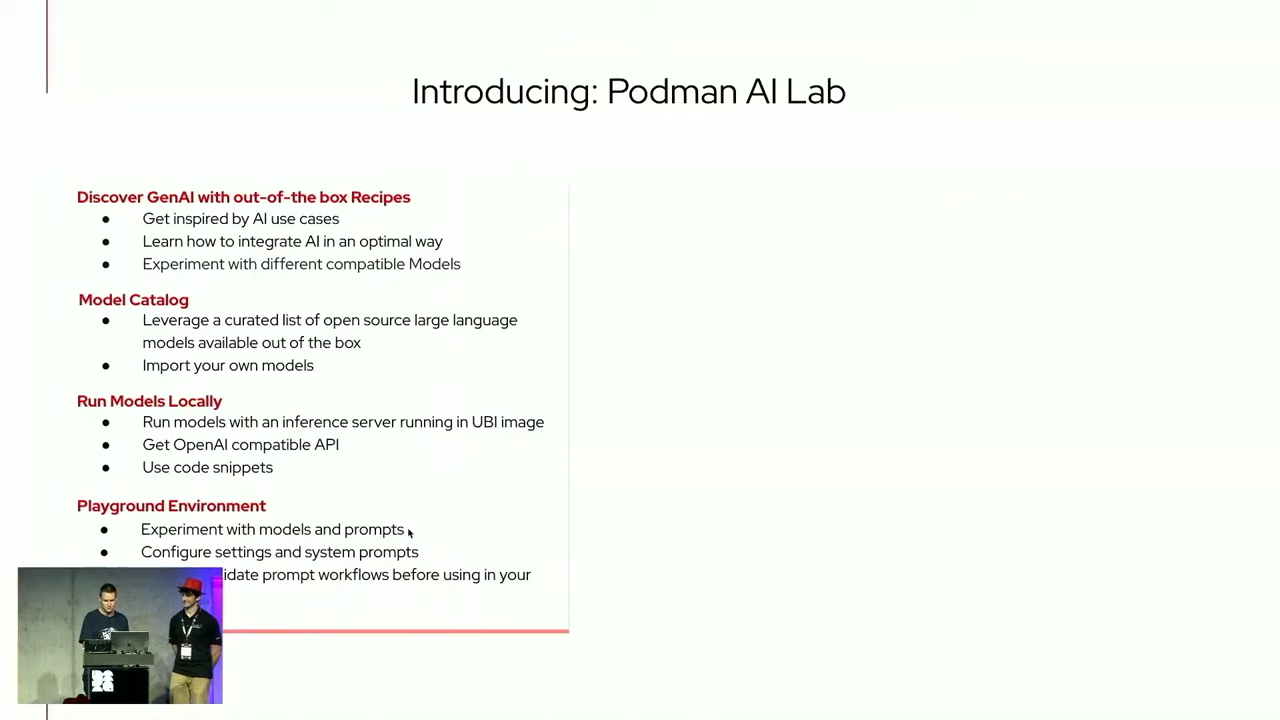 Introducing: Podman AI Lab
Discover GenAI with out-of-the box Recipes
● Get inspired by AI use cases
● Learn how to integrate AI in an optimal way
● Experiment with different compatible Models
Model Catalog
● Leverage a curated list of open source large language
models available out of the box
● Import your own models
Run Models Locally
● Run models with an inference server running in UBI image
● Get OpenAI compatible API
● Use code snippets
Playground Environment
● Experiment with models and prompts
● Configure settings and system prompts
prompt workflows before using in your